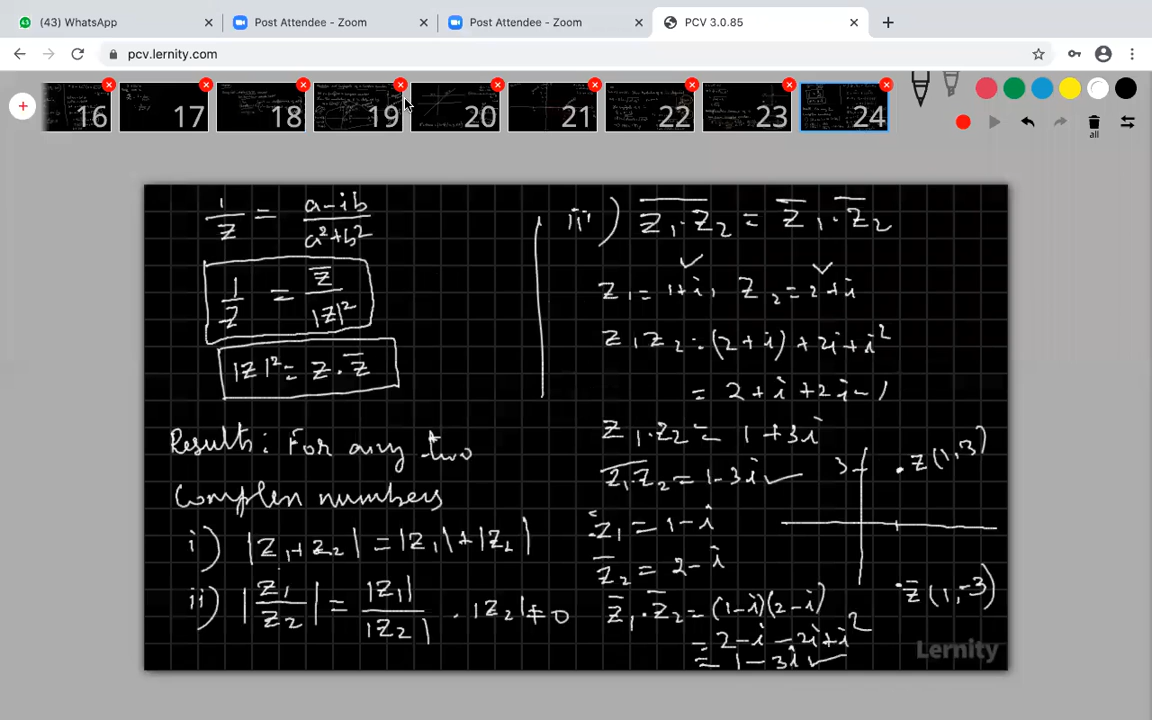 (43) WhatsApp
Post Attendee - Zoom
Post Attendee - Zoom
PCV 3.0.85
pcv.lernity.com
16 17 18 19 20 21 22 23 24
all
1/z = (a-ib)/(a²+b²)
1/z = z̅/|z|²
|z|² = z . z̅
Results: For any two
Complen numbers
i) |z₁+z₂| = |z₁|+|z₂|
ii) |z₁/z₂| = |z₁|/|z₂| . |z₂| ≠ 0
iii) \overline{z₁.z₂} = z̅₁.z̅₂
z₁ = 1+i, z₂ = 2+i
z₁z₂ = (2+i)+2i+i²
= 2+i+2i-1
z₁.z₂ = 1+3i
\overline{z₁.z₂} = 1-3i ✓
z̅₁ = 1-i
z̅₂ = 2-i
z̅₁.z̅₂ = (1-i)(2-i)
= 2-i-2i+i²
= 1-3i ✓
3
z(1,3)
z̅(1,-3)
Lernity